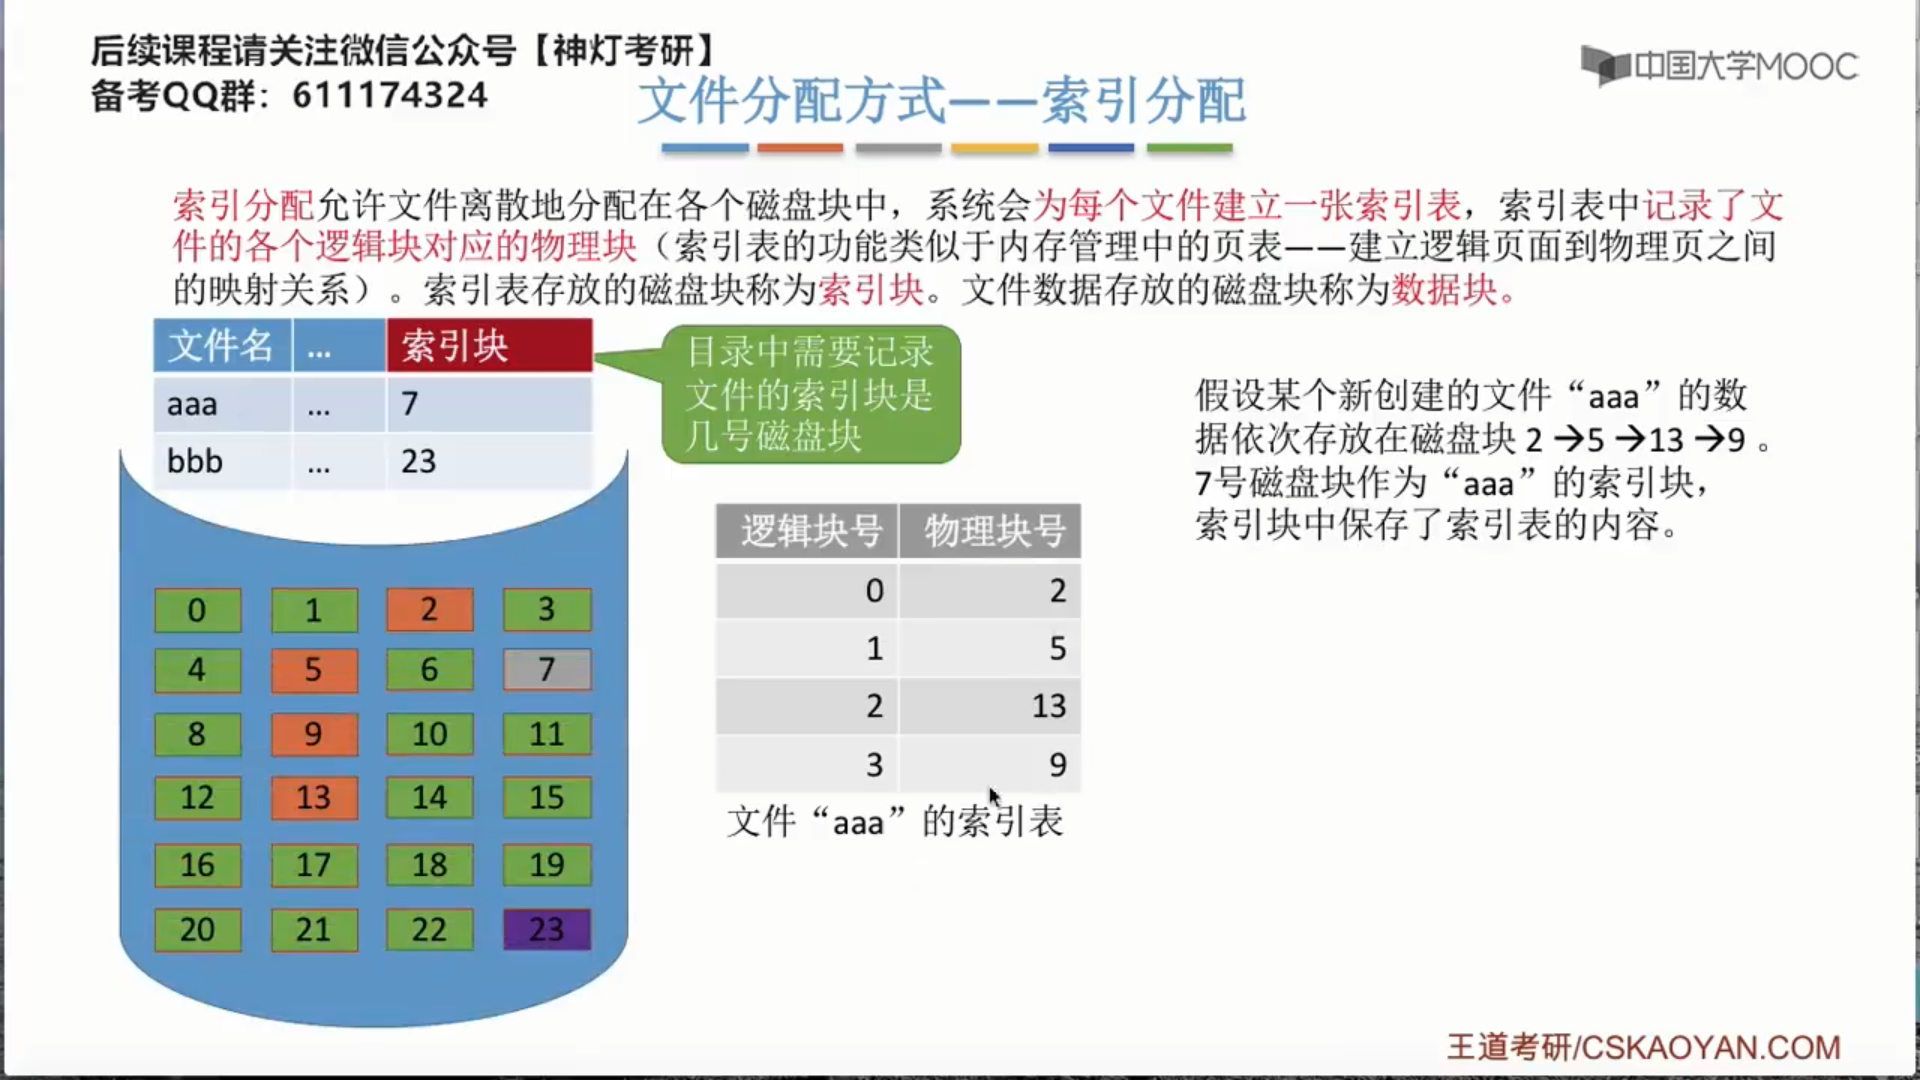 后续课程请关注微信公众号【神灯考研】
备考QQ群：611174324
中国大学MOOC
文件分配方式——索引分配
索引分配允许文件离散地分配在各个磁盘块中，系统会为每个文件建立一张索引表，索引表中记录了文
件的各个逻辑块对应的物理块（索引表的功能类似于内存管理中的页表——建立逻辑页面到物理页之间
的映射关系）。索引表存放的磁盘块称为索引块。文件数据存放的磁盘块称为数据块。
文件名 ... 索引块
aaa ... 7
bbb ... 23
目录中需要记录
文件的索引块是
几号磁盘块
假设某个新创建的文件“aaa”的数
据依次存放在磁盘块 2 →5 →13 →9 。
7号磁盘块作为“aaa”的索引块，
索引块中保存了索引表的内容。
逻辑块号 物理块号
0 2
1 5
2 13
3 9
文件“aaa”的索引表
0 1 2 3
4 5 6 7
8 9 10 11
12 13 14 15
16 17 18 19
20 21 22 23
王道考研/CSKAOYAN.COM